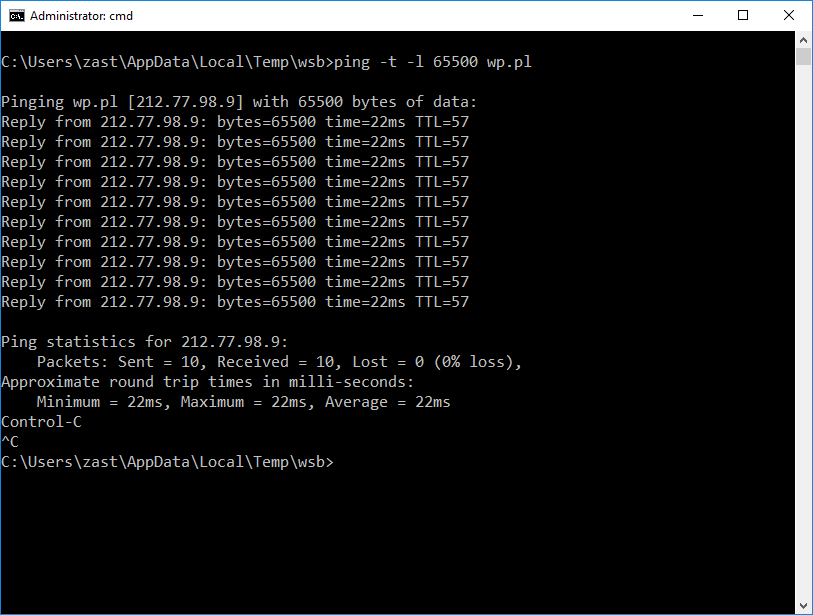 Administrator: cmd
C:\Users\zast\AppData\Local\Temp\wsb>ping -t -l 65500 wp.pl
Pinging wp.pl [212.77.98.9] with 65500 bytes of data:
Reply from 212.77.98.9: bytes=65500 time=22ms TTL=57
Reply from 212.77.98.9: bytes=65500 time=22ms TTL=57
Reply from 212.77.98.9: bytes=65500 time=22ms TTL=57
Reply from 212.77.98.9: bytes=65500 time=22ms TTL=57
Reply from 212.77.98.9: bytes=65500 time=22ms TTL=57
Reply from 212.77.98.9: bytes=65500 time=22ms TTL=57
Reply from 212.77.98.9: bytes=65500 time=22ms TTL=57
Reply from 212.77.98.9: bytes=65500 time=22ms TTL=57
Reply from 212.77.98.9: bytes=65500 time=22ms TTL=57
Reply from 212.77.98.9: bytes=65500 time=22ms TTL=57
Ping statistics for 212.77.98.9:
    Packets: Sent = 10, Received = 10, Lost = 0 (0% loss),
Approximate round trip times in milli-seconds:
    Minimum = 22ms, Maximum = 22ms, Average = 22ms
Control-C
^C
C:\Users\zast\AppData\Local\Temp\wsb>